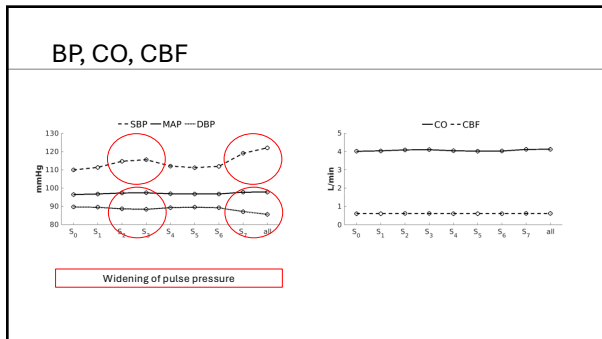 BP, CO, CBF
SBP MAP DBP
mmHg
130
120
110
100
90
80
S₀ S₁ S₂ S₃ S₄ S₅ S₆ S₇ all
Widening of pulse pressure
CO CBF
L/min
5
4
3
2
1
0
S₀ S₁ S₂ S₃ S₄ S₅ S₆ S₇ all